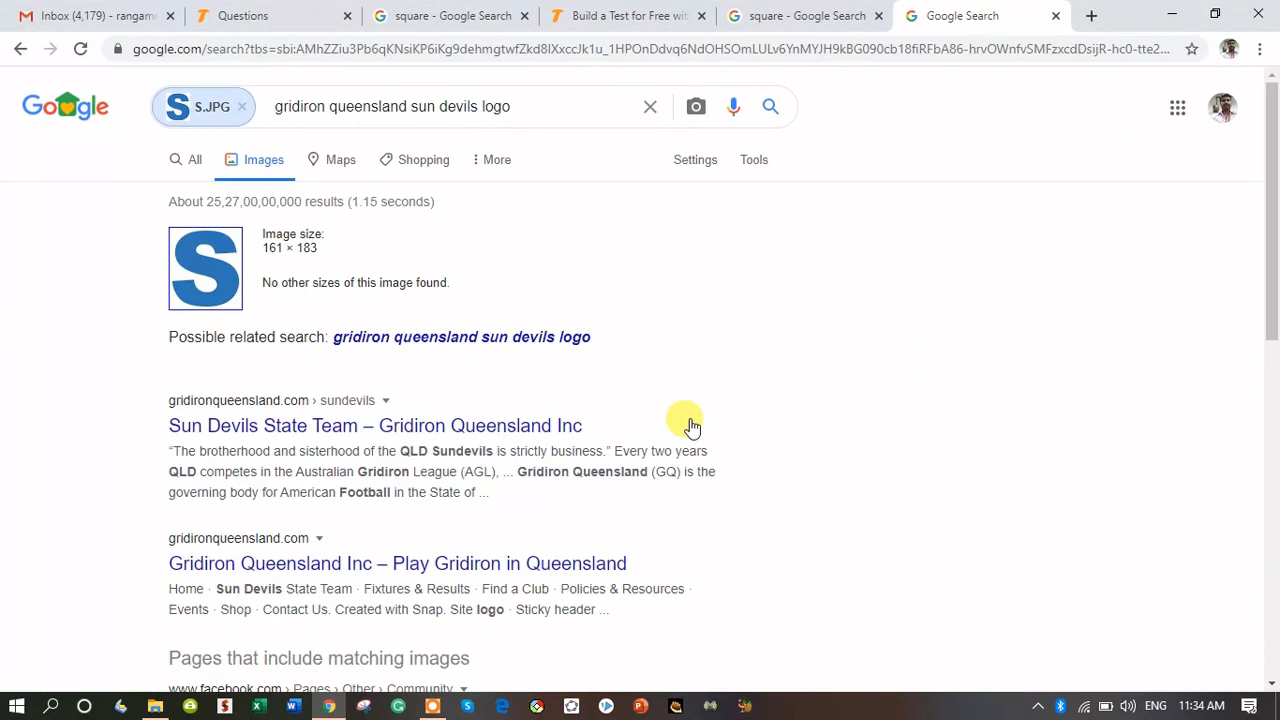 Inbox (4,179) - rangam
Questions
square - Google Search
Build a Test for Free wit
square - Google Search
Google Search
google.com/search?tbs=sbi:AMhZZiu3Pb6qKNsiKP6iKg9dehmgtwfZkd8IXxccJk1u_1HPOnDdvq6NdOHSOmLULv6YnMYJH9kBG090cb18fiRFbA86-hrvOWnfvSMFzxcdDsijR-hc0-tte2...
Google
S S.JPG
gridiron queensland sun devils logo
All
Images
Maps
Shopping
More
Settings
Tools
About 25,27,00,00,000 results (1.15 seconds)
S
Image size:
161 × 183
No other sizes of this image found.
Possible related search: gridiron queensland sun devils logo
gridironqueensland.com › sundevils
Sun Devils State Team – Gridiron Queensland Inc
“The brotherhood and sisterhood of the QLD Sundevils is strictly business.” Every two years
QLD competes in the Australian Gridiron League (AGL), ... Gridiron Queensland (GQ) is the
governing body for American Football in the State of ...
gridironqueensland.com
Gridiron Queensland Inc – Play Gridiron in Queensland
Home · Sun Devils State Team · Fixtures & Results · Find a Club · Policies & Resources ·
Events · Shop · Contact Us. Created with Snap. Site logo · Sticky header ...
Pages that include matching images
www.facebook.com › Pages › Other › Community
11:34 AM